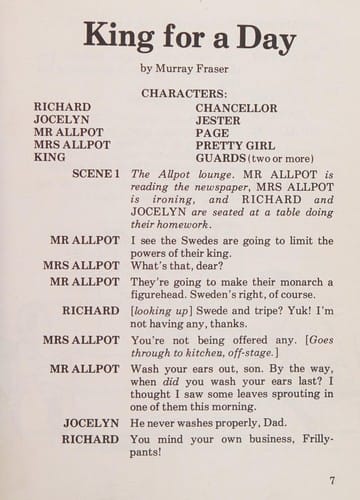 King for a Day
by Murray Fraser
CHARACTERS:
RICHARD CHANCELLOR
JOCELYN JESTER
MR ALLPOT PAGE
MRS ALLPOT PRETTY GIRL
KING GUARDS (two or more)
SCENE 1 The Allpot lounge. MR ALLPOT is
reading the newspaper, MRS ALLPOT
is ironing, and RICHARD and
JOCELYN are seated at a table doing
their homework.
MR ALLPOT I see the Swedes are going to limit the
powers of their king.
MRS ALLPOT What's that, dear?
MR ALLPOT They're going to make their monarch a
figurehead. Sweden's right, of course.
RICHARD [looking up] Swede and tripe? Yuk! I'm
not having any, thanks.
MRS ALLPOT You're not being offered any. [Goes
through to kitchen, off-stage.]
MR ALLPOT Wash your ears out, son. By the way,
when did you wash your ears last? I
thought I saw some leaves sprouting in
one of them this morning.
JOCELYN He never washes properly, Dad.
RICHARD You mind your own business, Frilly-
pants!
7